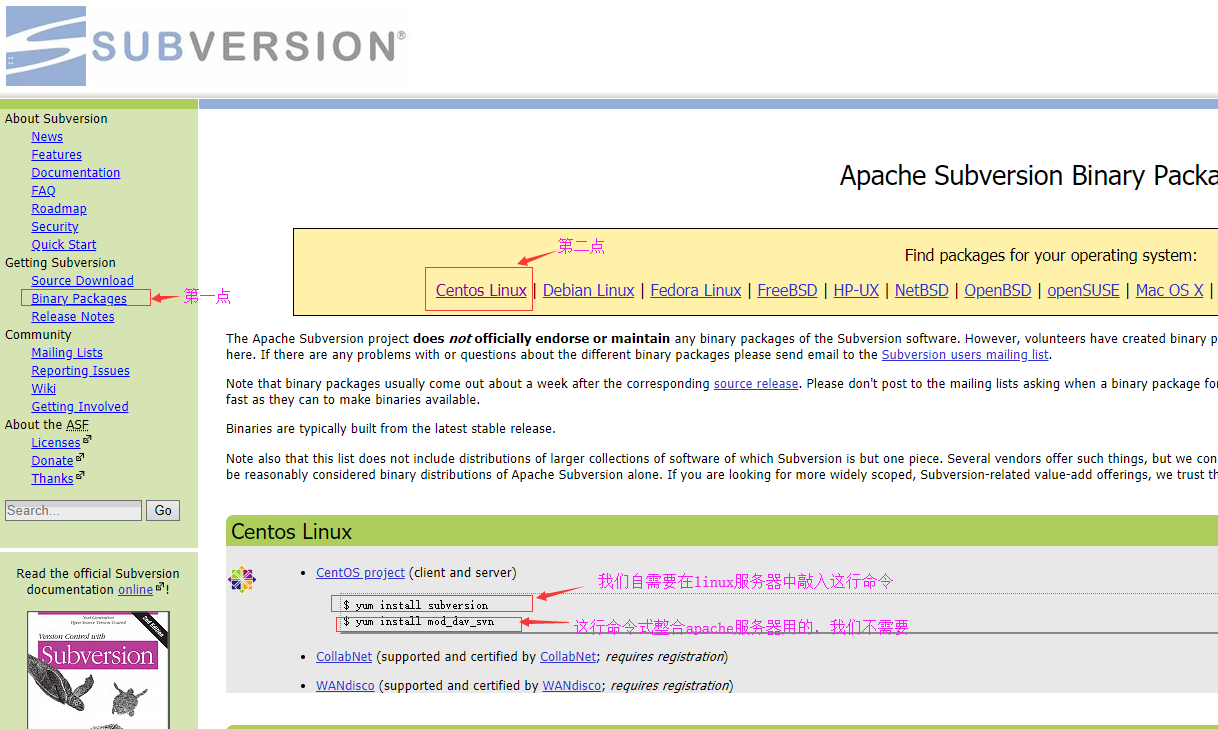 SUBVERSION®
About Subversion
News
Features
Documentation
FAQ
Roadmap
Security
Quick Start
Getting Subversion
Source Download
Binary Packages
第一点
Release Notes
Community
Mailing Lists
Reporting Issues
Wiki
Getting Involved
About the ASF
Licenses
Donate
Thanks
Search...
Go
Read the official Subversion
documentation online!
Next Generation
Open Source Version Control
2nd Edition
Version Control with
Subversion
Apache Subversion Binary Packa
第二点
Find packages for your operating system:
Centos Linux | Debian Linux | Fedora Linux | FreeBSD | HP-UX | NetBSD | OpenBSD | openSUSE | Mac OS X |
The Apache Subversion project does not officially endorse or maintain any binary packages of the Subversion software. However, volunteers have created binary p
here. If there are any problems with or questions about the different binary packages please send email to the Subversion users mailing list.
Note that binary packages usually come out about a week after the corresponding source release. Please don't post to the mailing lists asking when a binary package for
fast as they can to make binaries available.
Binaries are typically built from the latest stable release.
Note also that this list does not include distributions of larger collections of software of which Subversion is but one piece. Several vendors offer such things, but we con
be reasonably considered binary distributions of Apache Subversion alone. If you are looking for more widely scoped, Subversion-related value-add offerings, we trust th
Centos Linux
• CentOS project (client and server)
我们自需要在linux服务器中敲入这行命令
$ yum install subversion
$ yum install mod_dav_svn
这行命令式整合apache服务器用的．我们不需要
• CollabNet (supported and certified by CollabNet; requires registration)
• WANdisco (supported and certified by WANdisco; requires registration)